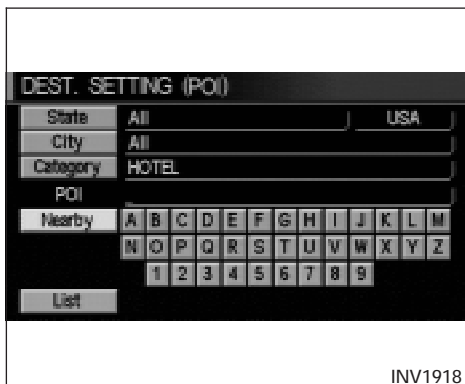 DEST. SETTING (POI)
State All USA
City All
Category HOTEL
POI _
Nearby A B C D E F G H I J K L M
N O P Q R S T U V W X Y Z
1 2 3 4 5 6 7 8 9
List
INV1918